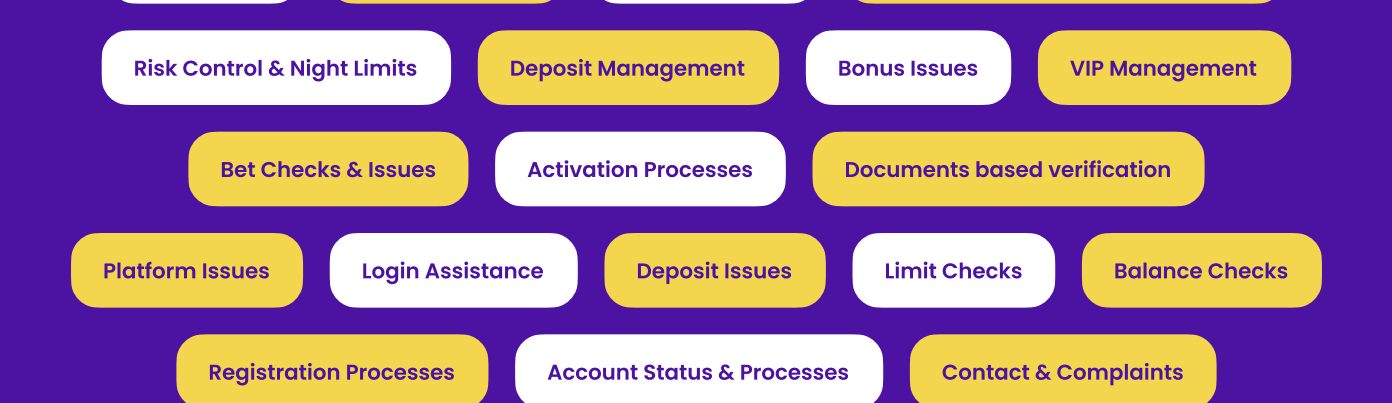 Risk Control & Night Limits
Deposit Management
Bonus Issues
VIP Management
Bet Checks & Issues
Activation Processes
Documents based verification
Platform Issues
Login Assistance
Deposit Issues
Limit Checks
Balance Checks
Registration Processes
Account Status & Processes
Contact & Complaints